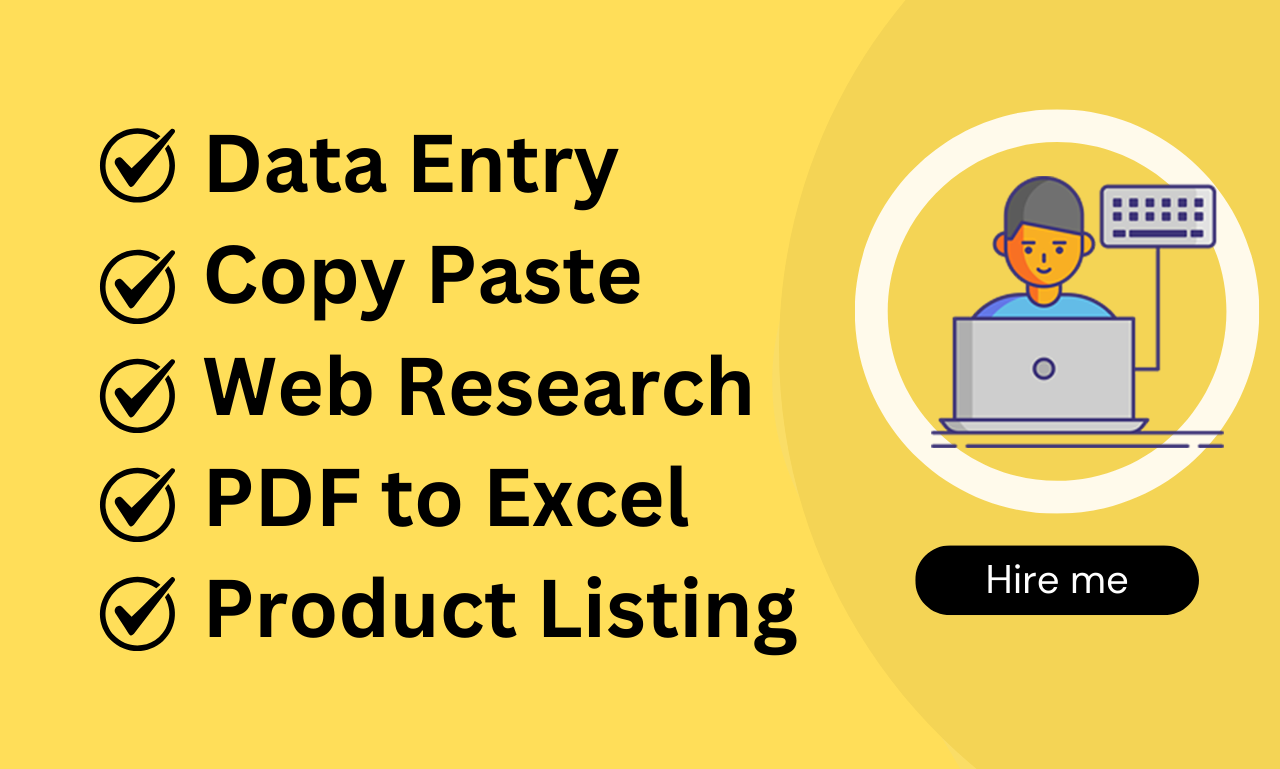 Data Entry
Copy Paste
Web Research
PDF to Excel
Product Listing
Hire me